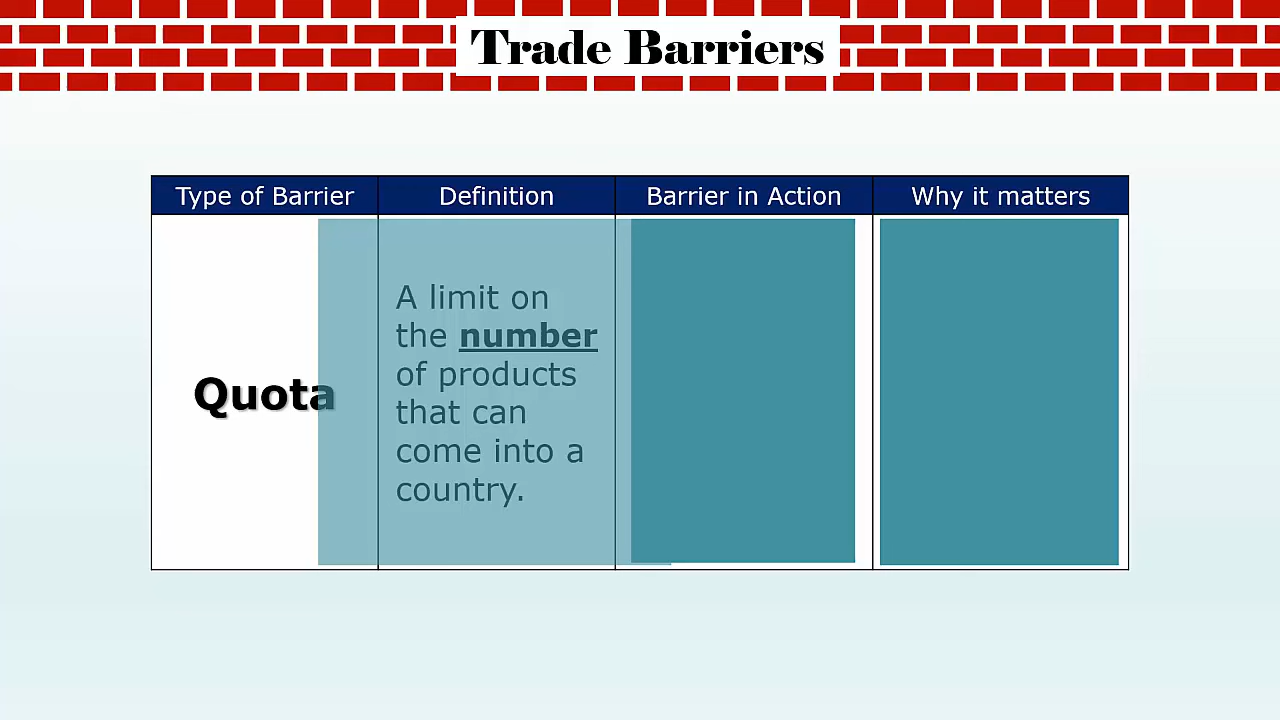 Trade Barriers
Type of Barrier Definition Barrier in Action Why it matters
Quota
A limit on
the number
of products
that can
come into a
country.